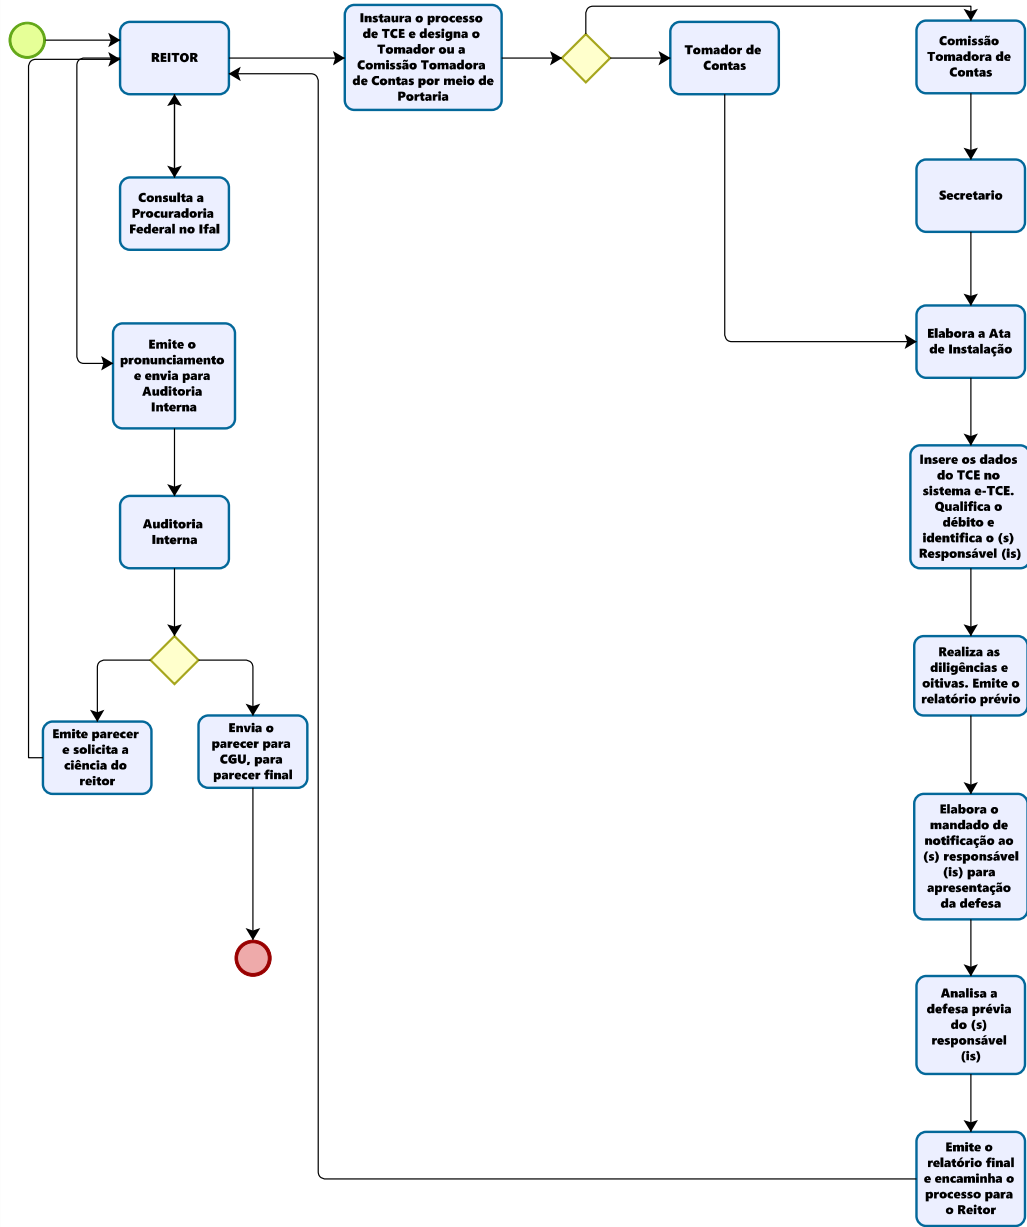 REITOR
Instaura o processo
de TCE e designa o
Tomador ou a
Comissão Tomadora
de Contas por meio de
Portaria
Tomador de
Contas
Comissão
Tomadora de
Contas
Consulta a
Procuradoria
Federal no Ifal
Secretario
Emite o
pronunciamento
e envia para
Auditoria
Interna
Elabora a Ata
de Instalação
Auditoria
Interna
Insere os dados
do TCE no
sistema e-TCE.
Qualifica o
débito e
identifica o (s)
Responsável (is)
Realiza as
diligências e
oitivas. Emite o
relatório prévio
Emite parecer
e solicita a
ciência do
reitor
Envia o
parecer para
CGU, para
parecer final
Elabora o
mandado de
notificação ao
(s) responsável
(is) para
apresentação
da defesa
Analisa a
defesa prévia
do (s)
responsável
(is)
Emite o
relatório final
e encaminha o
processo para
o Reitor